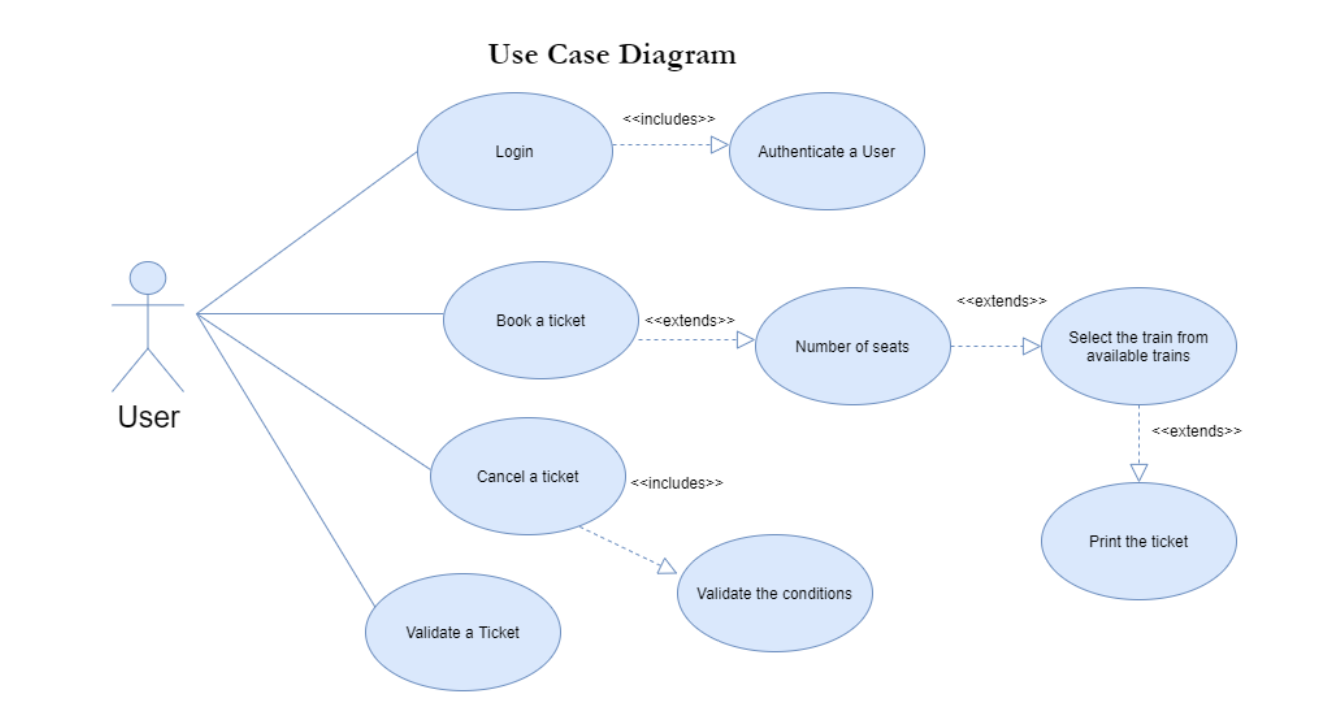 Use Case Diagram
<<includes>>
Login
Authenticate a User
<<extends>>
Book a ticket
<<extends>>
Number of seats
Select the train from
available trains
User
<<extends>>
Cancel a ticket
<<includes>>
Print the ticket
Validate the conditions
Validate a Ticket